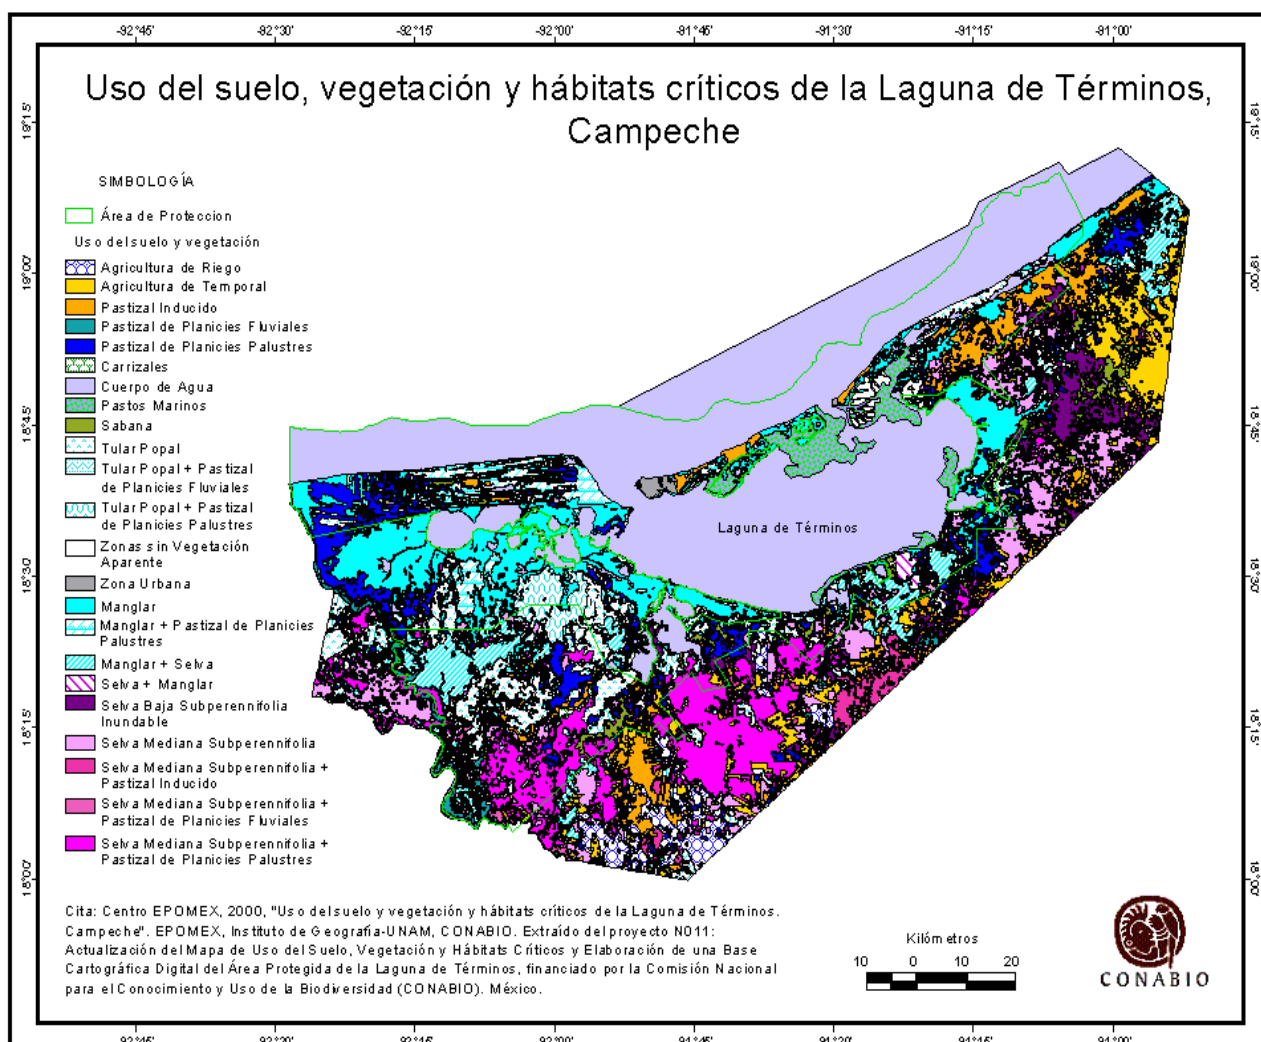 -92°45' -92°30' -92°15' -92°00' -91°45' -91°30' -91°15' -91°00'
Uso del suelo, vegetación y hábitats críticos de la Laguna de Términos,
Campeche
19°15' 19°15'
SIMBOLOGÍA
Área de Proteccion
Uso del suelo y vegetación
Agricultura de Riego
19°00' 19°00'
Agricultura de Temporal
Pastizal Inducido
Pastizal de Planicies Fluviales
Pastizal de Planicies Palustres
Carrizales
Cuerpo de Agua
Pastos Marinos
18°45' 18°45'
Sabana
Tular Popal
Tular Popal + Pastizal
de Planicies Fluviales
Tular Popal + Pastizal
de Planicies Palustres
Laguna de Términos
Zonas sin Vegetación
Aparente
18°30' 18°30'
Zona Urbana
Manglar
Manglar + Pastizal de Planicies
Palustres
Manglar + Selva
Selva + Manglar
Selva Baja Subperennifolia
Inundable
18°15' 18°15'
Selva Mediana Subperennifolia
Selva Mediana Subperennifolia +
Pastizal Inducido
Selva Mediana Subperennifolia +
Pastizal de Planicies Fluviales
Selva Mediana Subperennifolia +
Pastizal de Planicies Palustres
18°00' 18°00'
Cita: Centro EPOMEX, 2000, "Uso del suelo y vegetación y hábitats críticos de la Laguna de Términos.
Campeche". EPOMEX, Instituto de Geografía-UNAM, CONABIO. Extraído del proyecto N011:
Actualización del Mapa de Uso del Suelo, Vegetación y Hábitats Críticos y Elaboración de una Base
Cartográfica Digital del Área Protegida de la Laguna de Términos, financiado por la Comisión Nacional
para el Conocimiento y Uso de la Biodiversidad (CONABIO). México.
Kilómetros
10 0 10 20
CONABIO